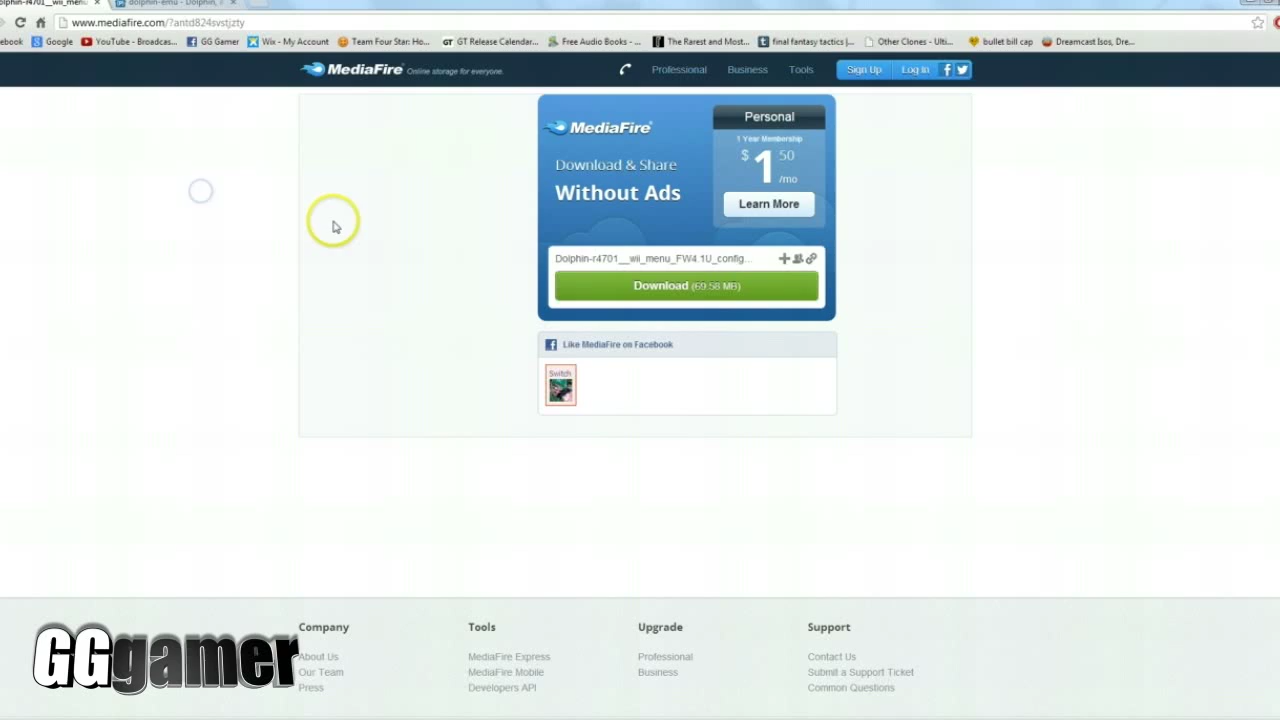 dolphin-emu - Dolphin,
www.mediafire.com/?antd824svstjzty
ebook Google YouTube - Broadcas... GG Gamer Wix - My Account Team Four Star: Ho... GT Release Calendar... Free Audio Books - ... The Rarest and Most... final fantasy tactics |... Other Clones - Ulti... bullet bill cap Dreamcast Isos, Dre...
MediaFire Online storage for everyone. Professional Business Tools Sign Up Log In
MediaFire
Personal
1 Year Membership
$ 1 50
/mo
Learn More
Download & Share
Without Ads
Dolphin-r4701__wii_menu_FW4.1U_config...
Download (69.58 MB)
Like MediaFire on Facebook
Switch
Company Tools Upgrade Support
About Us MediaFire Express Professional Contact Us
Our Team MediaFire Mobile Business Submit a Support Ticket
Press Developers API Common Questions
GGgamer